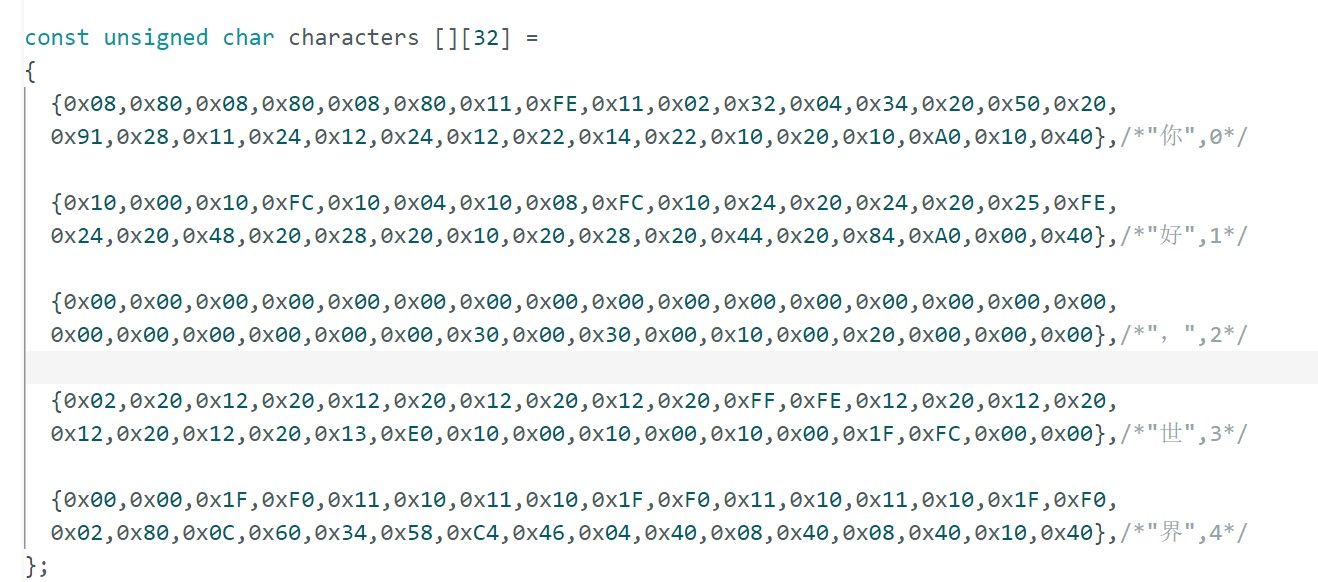 const unsigned char characters [][32] =
{
{0x08,0x80,0x08,0x80,0x08,0x80,0x11,0xFE,0x11,0x02,0x32,0x04,0x34,0x20,0x50,0x20,
0x91,0x28,0x11,0x24,0x12,0x24,0x12,0x22,0x14,0x22,0x10,0x20,0x10,0xA0,0x10,0x40},/*"你",0*/
{0x10,0x00,0x10,0xFC,0x10,0x04,0x10,0x08,0xFC,0x10,0x24,0x20,0x24,0x20,0x25,0xFE,
0x24,0x20,0x48,0x20,0x28,0x20,0x10,0x20,0x28,0x20,0x44,0x20,0x84,0xA0,0x00,0x40},/*"好",1*/
{0x00,0x00,0x00,0x00,0x00,0x00,0x00,0x00,0x00,0x00,0x00,0x00,0x00,0x00,0x00,0x00,
0x00,0x00,0x00,0x00,0x00,0x00,0x30,0x00,0x30,0x00,0x10,0x00,0x20,0x00,0x00,0x00},/*"，",2*/
{0x02,0x20,0x12,0x20,0x12,0x20,0x12,0x20,0x12,0x20,0xFF,0xFE,0x12,0x20,0x12,0x20,
0x12,0x20,0x12,0x20,0x13,0xE0,0x10,0x00,0x10,0x00,0x10,0x00,0x1F,0xFC,0x00,0x00},/*"世",3*/
{0x00,0x00,0x1F,0xF0,0x11,0x10,0x11,0x10,0x1F,0xF0,0x11,0x10,0x11,0x10,0x1F,0xF0,
0x02,0x80,0x0C,0x60,0x34,0x58,0xC4,0x46,0x04,0x40,0x08,0x40,0x08,0x40,0x10,0x40},/*"界",4*/
};